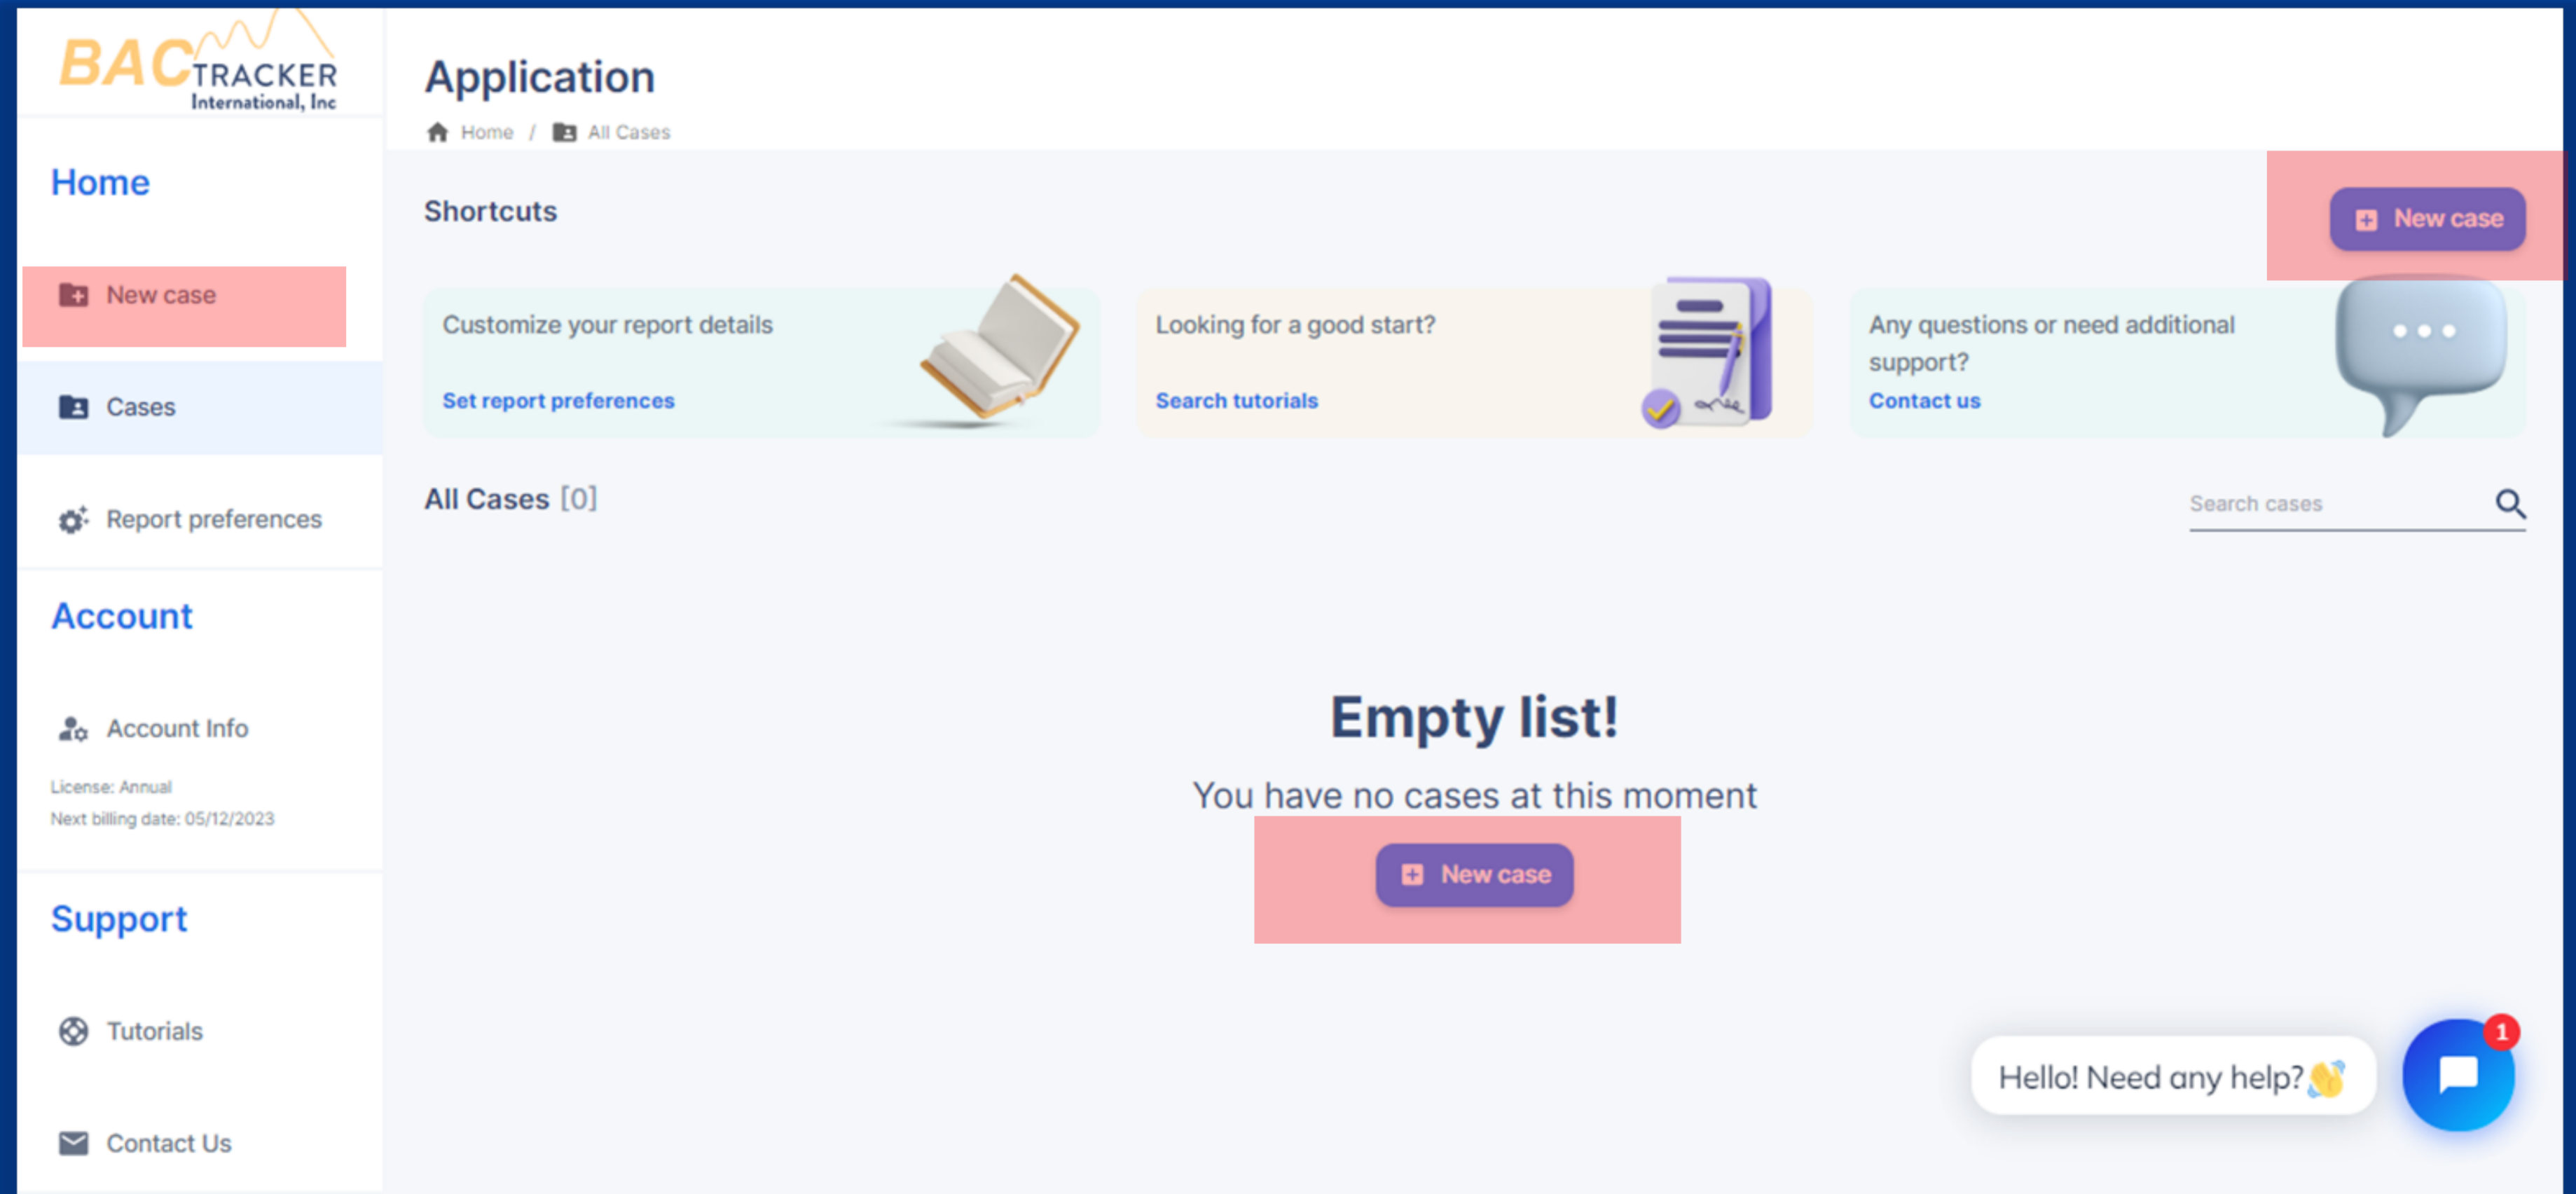 BAC TRACKER
International, Inc
Home
New case
Cases
Report preferences
Account
Account Info
License: Annual
Next billing date: 05/12/2023
Support
Tutorials
Contact Us
Application
Home / All Cases
Shortcuts
New case
Customize your report details
Set report preferences
Looking for a good start?
Search tutorials
Any questions or need additional
support?
Contact us
All Cases [0]
Search cases
Empty list!
You have no cases at this moment
New case
Hello! Need any help?👋
1